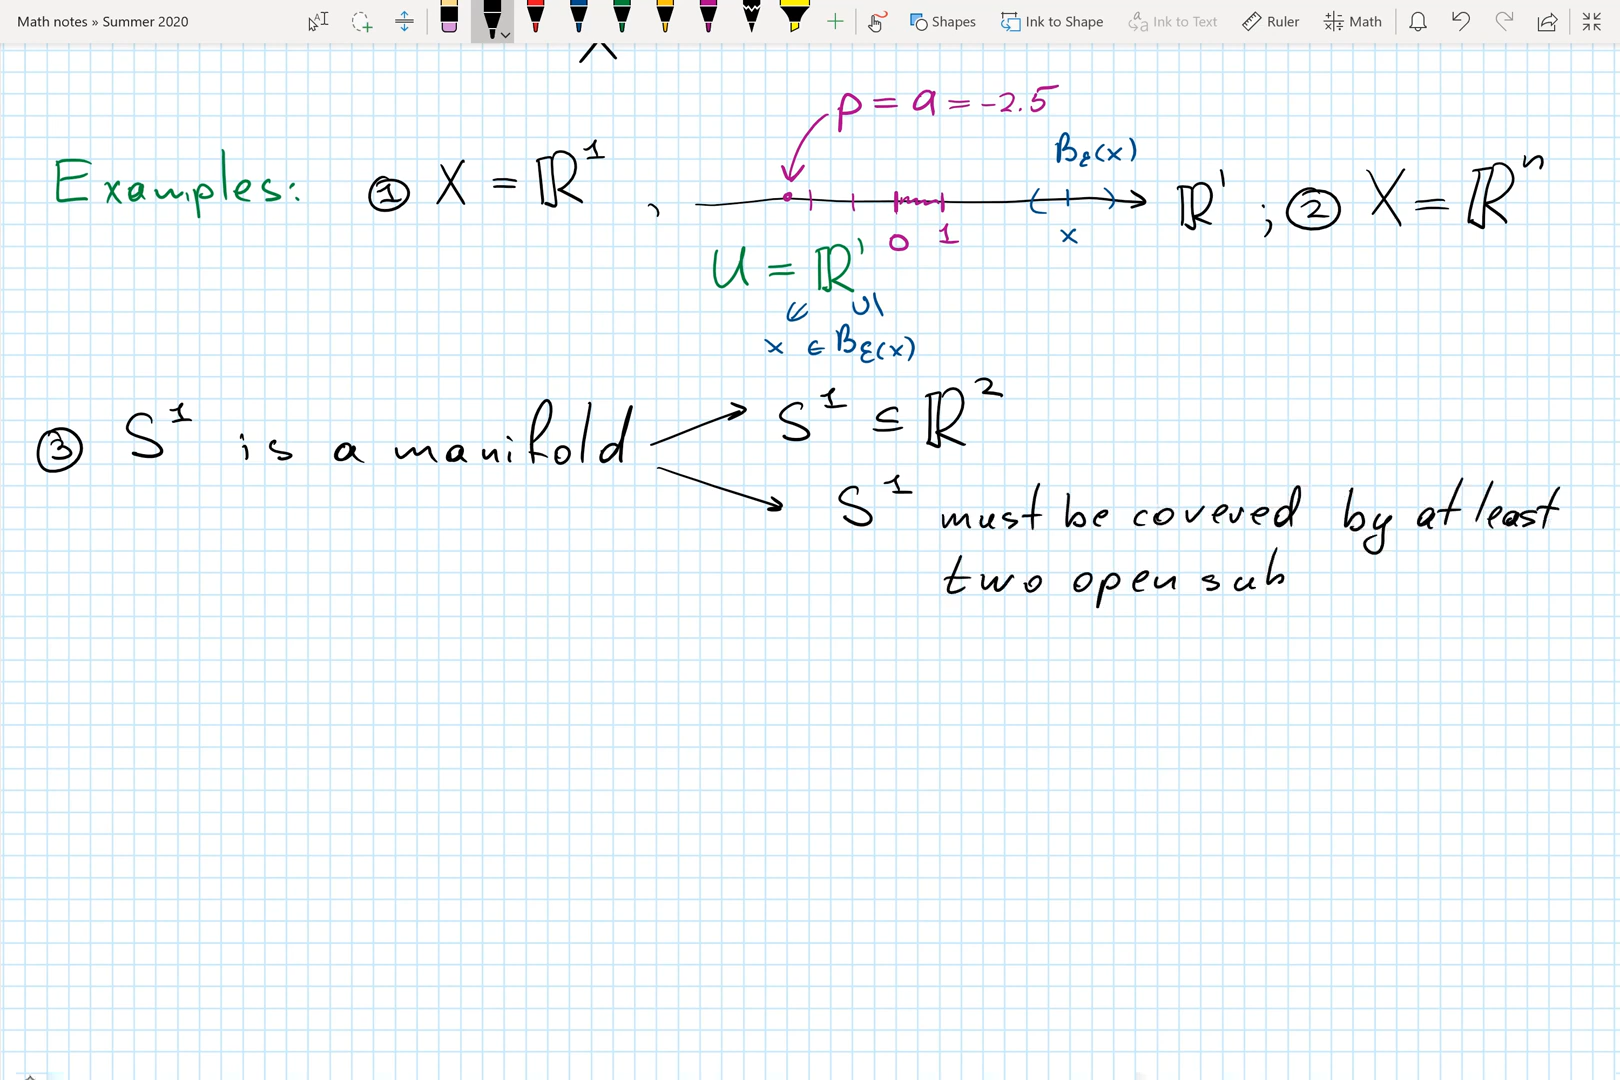 Math notes » Summer 2020
Shapes Ink to Shape Ink to Text Ruler Math
X
p = a = -2.5
Examples: ① X = ℝ¹, B_ε(x) ℝ¹ ; ② X = ℝⁿ
0 1 x
U = ℝ¹
∈ ∪|
x ∈ B_ε(x)
③ S¹ is a manifold S¹ ⊆ ℝ²
S¹ must be covered by at least
two open sub